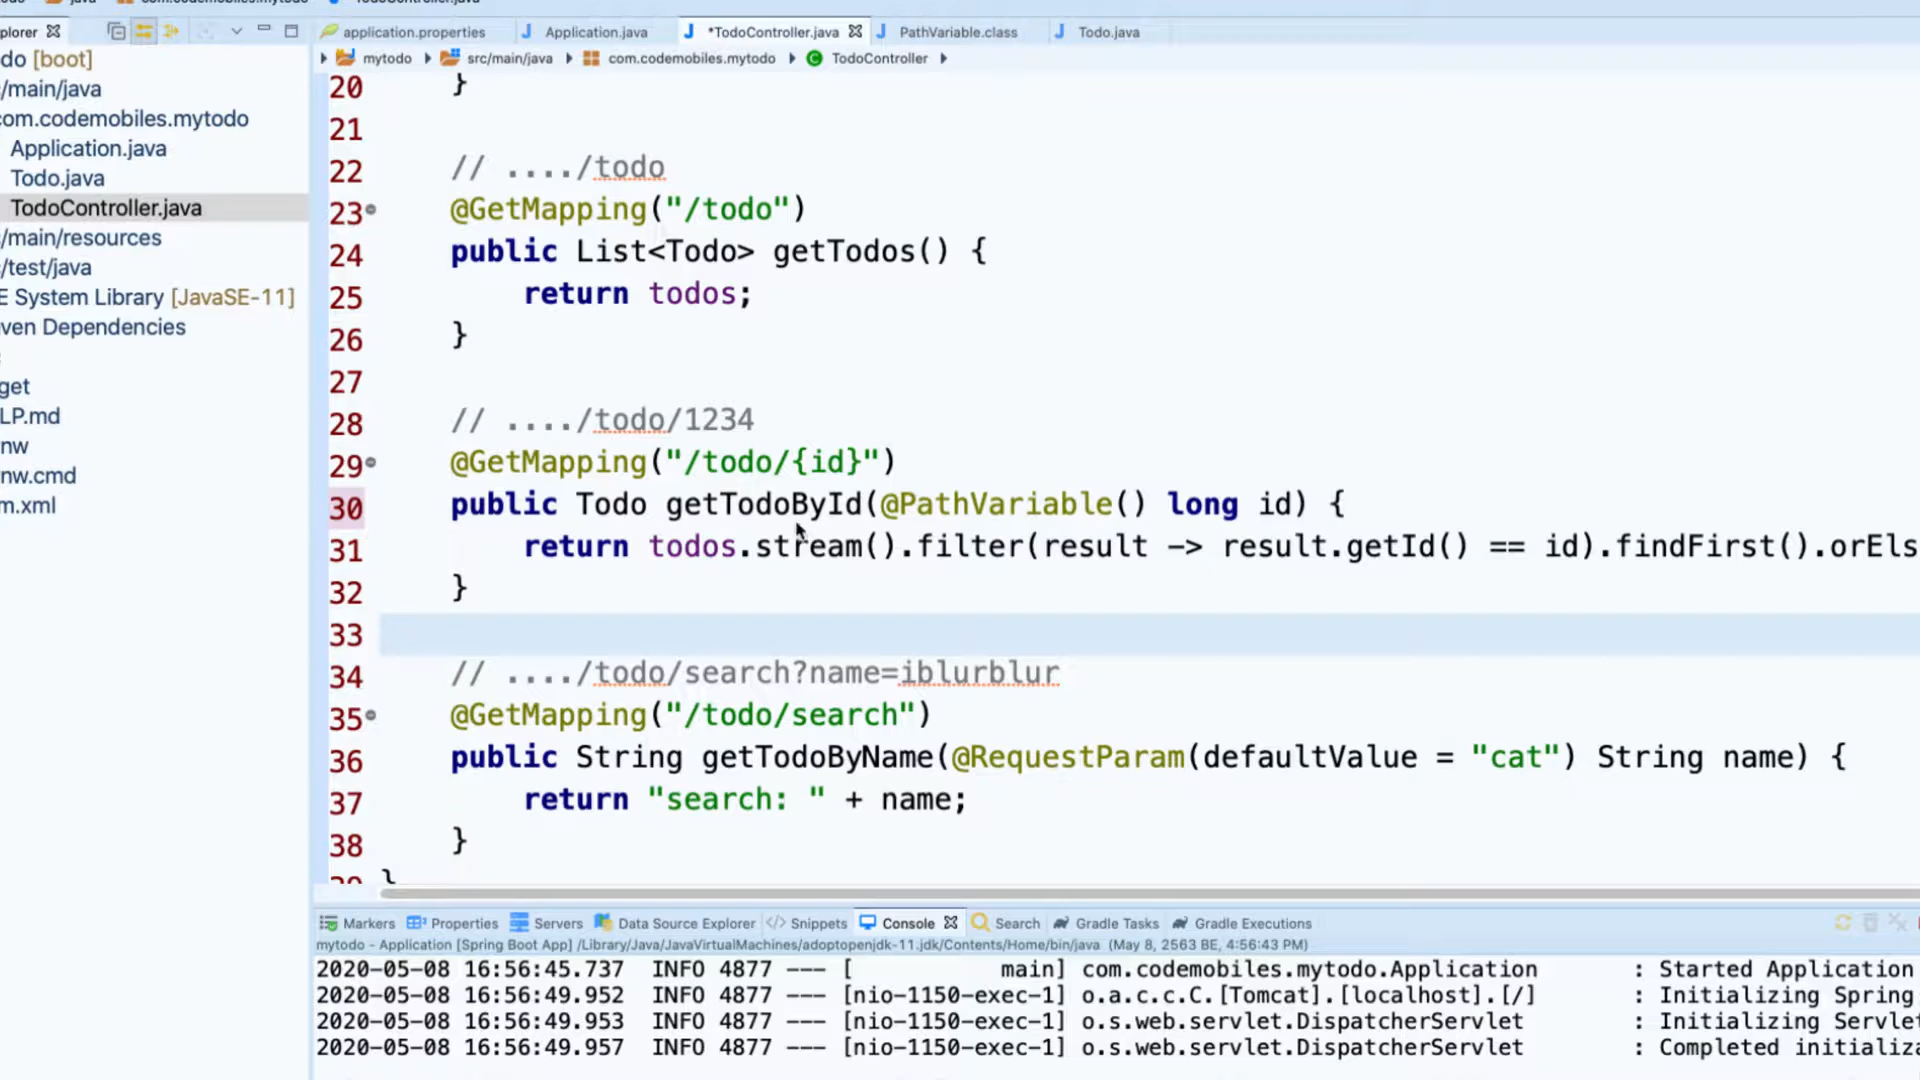 com.codemobiles.mytodo
TodoController.java
plorer
application.properties
Application.java
*TodoController.java
PathVariable.class
Todo.java
mytodo
src/main/java
com.codemobiles.mytodo
TodoController
do [boot]
c/main/java
com.codemobiles.mytodo
Application.java
Todo.java
TodoController.java
c/main/resources
c/test/java
E System Library [JavaSE-11]
ven Dependencies
get
LP.md
nw
nw.cmd
m.xml
20 }
21
22 // ..../todo
23 @GetMapping("/todo")
24 public List<Todo> getTodos() {
25 return todos;
26 }
27
28 // ..../todo/1234
29 @GetMapping("/todo/{id}")
30 public Todo getTodoById(@PathVariable() long id) {
31 return todos.stream().filter(result -> result.getId() == id).findFirst().orEls
32 }
33
34 // ..../todo/search?name=iblurblur
35 @GetMapping("/todo/search")
36 public String getTodoByName(@RequestParam(defaultValue = "cat") String name) {
37 return "search: " + name;
38 }
39 }
Markers Properties Servers Data Source Explorer Snippets Console Search Gradle Tasks Gradle Executions
mytodo - Application [Spring Boot App] /Library/Java/JavaVirtualMachines/adoptopenjdk-11.jdk/Contents/Home/bin/java (May 8, 2563 BE, 4:56:43 PM)
2020-05-08 16:56:45.737 INFO 4877 --- [ main] com.codemobiles.mytodo.Application : Started Application
2020-05-08 16:56:49.952 INFO 4877 --- [nio-1150-exec-1] o.a.c.c.C.[Tomcat].[localhost].[/] : Initializing Spring
2020-05-08 16:56:49.953 INFO 4877 --- [nio-1150-exec-1] o.s.web.servlet.DispatcherServlet : Initializing Servlet
2020-05-08 16:56:49.957 INFO 4877 --- [nio-1150-exec-1] o.s.web.servlet.DispatcherServlet : Completed initializa